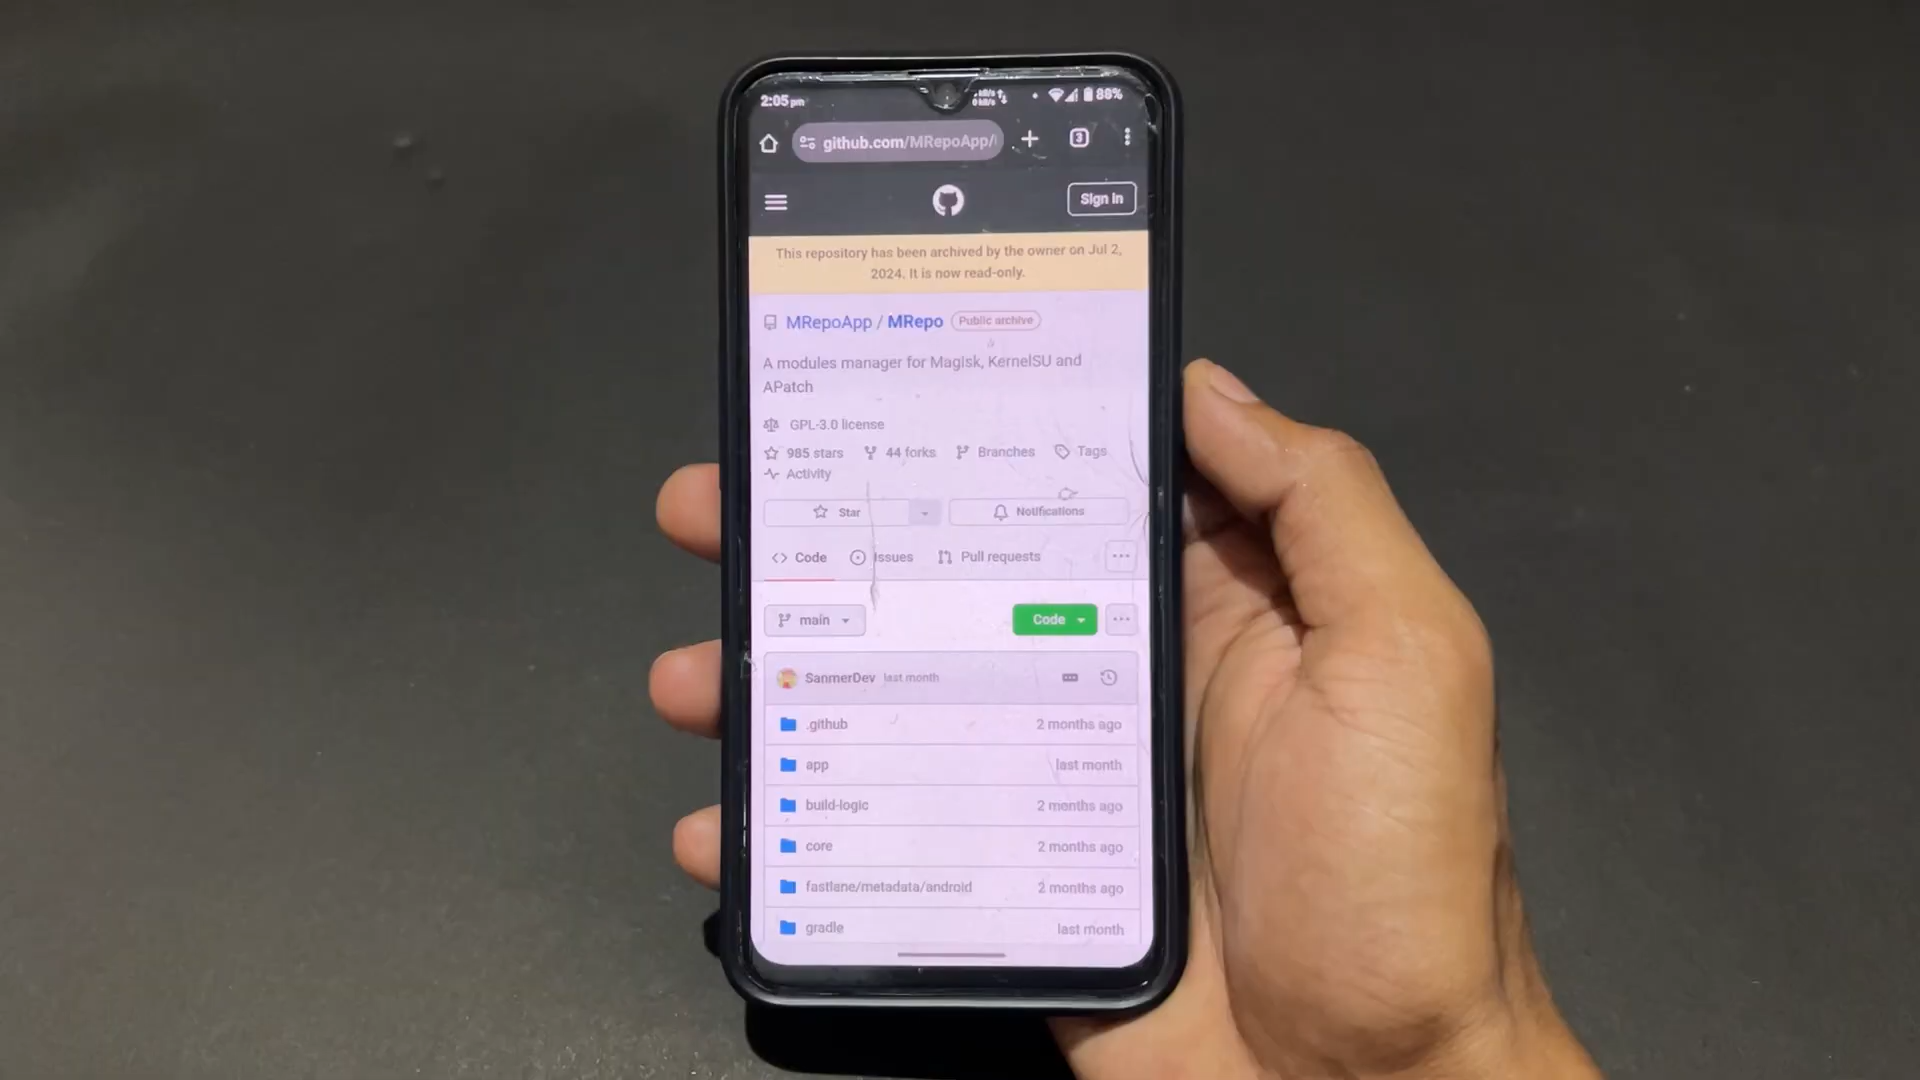 2:05 pm
kB/s
0 kB/s
88%
github.com/MRepoApp/
3
Sign in
This repository has been archived by the owner on Jul 2,
2024. It is now read-only.
MRepoApp / MRepo
Public archive
A modules manager for Magisk, KernelSU and
APatch
GPL-3.0 license
985 stars 44 forks Branches Tags
Activity
Star Notifications
Code Issues Pull requests
main Code
SanmerDev last month
.github 2 months ago
app last month
build-logic 2 months ago
core 2 months ago
fastlane/metadata/android 2 months ago
gradle last month